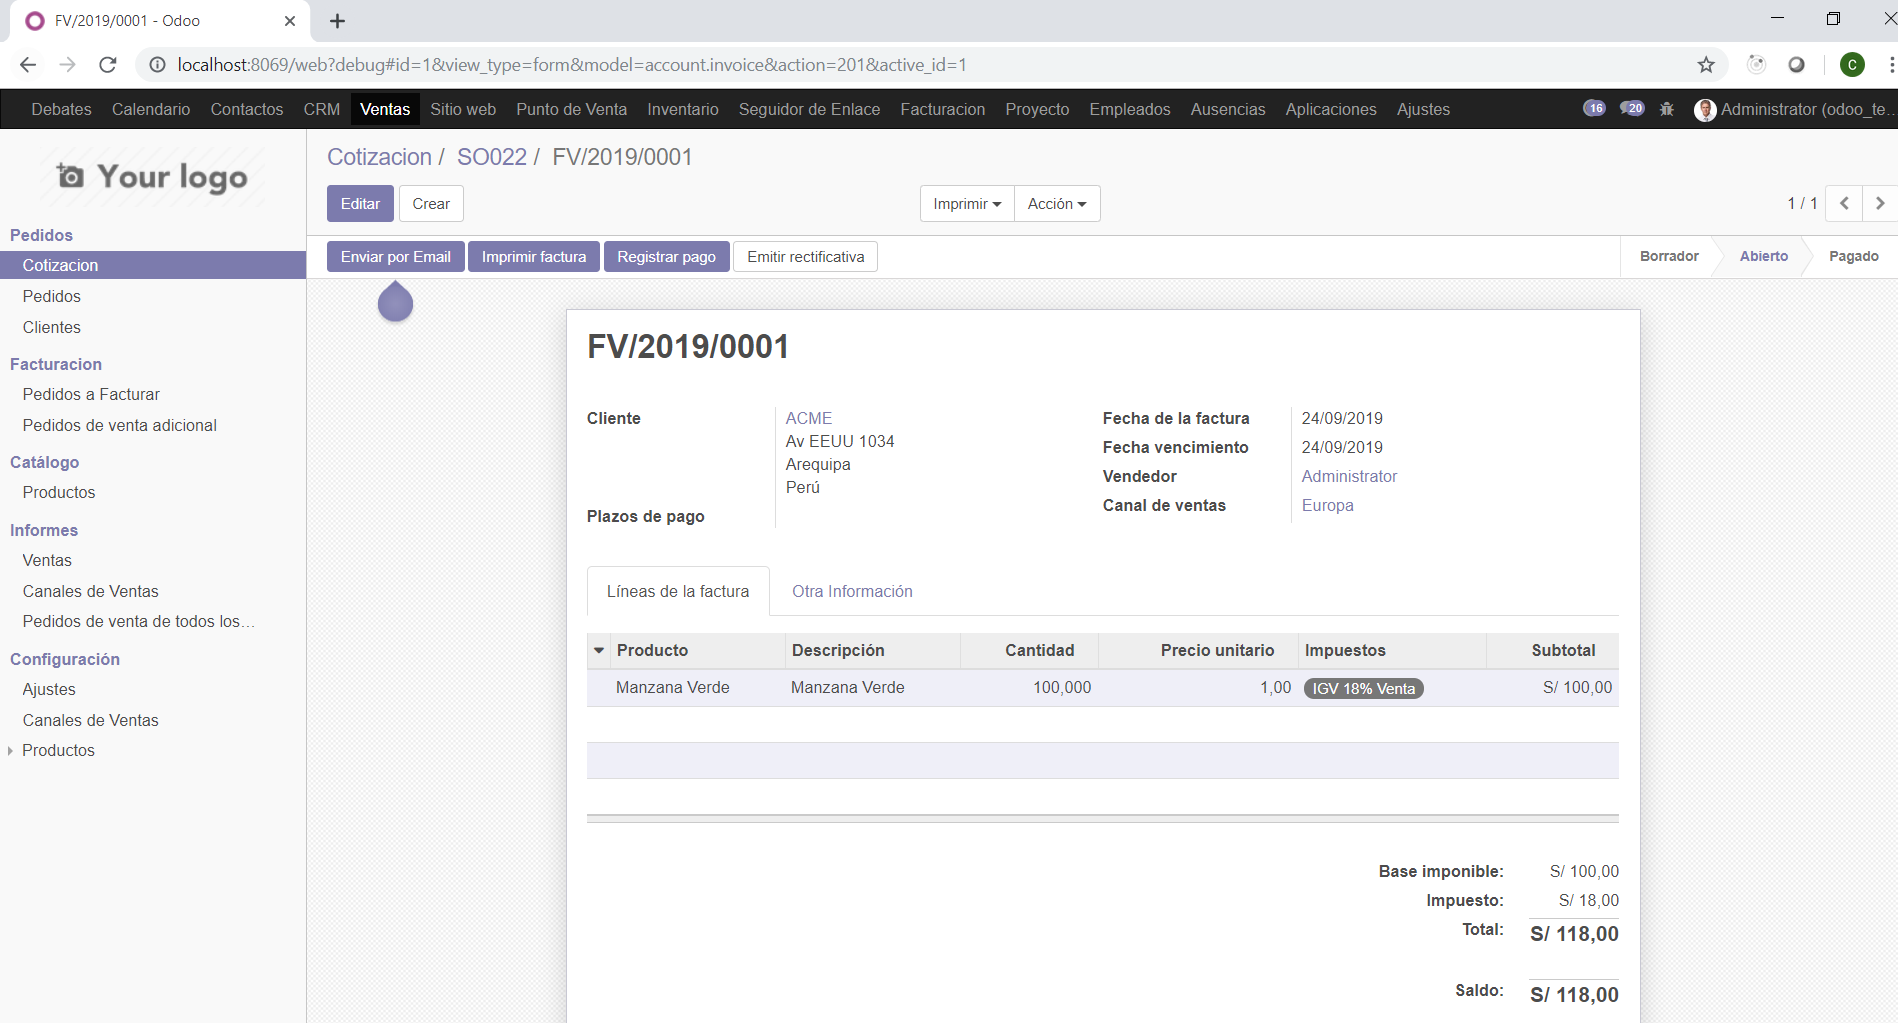 FV/2019/0001 - Odoo
localhost:8069/web?debug#id=1&view_type=form&model=account.invoice&action=201&active_id=1
C
Debates Calendario Contactos CRM Ventas Sitio web Punto de Venta Inventario Seguidor de Enlace Facturacion Proyecto Empleados Ausencias Aplicaciones Ajustes 16 20 Administrator (odoo_te...
Your logo
Cotizacion / SO022 / FV/2019/0001
Editar Crear Imprimir Acción 1 / 1
Enviar por Email Imprimir factura Registrar pago Emitir rectificativa Borrador Abierto Pagado
Pedidos
Cotizacion
Pedidos
Clientes
Facturacion
Pedidos a Facturar
Pedidos de venta adicional
Catálogo
Productos
Informes
Ventas
Canales de Ventas
Pedidos de venta de todos los...
Configuración
Ajustes
Canales de Ventas
Productos
FV/2019/0001
Cliente ACME
Av EEUU 1034
Arequipa
Perú
Plazos de pago
Fecha de la factura 24/09/2019
Fecha vencimiento 24/09/2019
Vendedor Administrator
Canal de ventas Europa
Líneas de la factura Otra Información
Producto Descripción Cantidad Precio unitario Impuestos Subtotal
Manzana Verde Manzana Verde 100,000 1,00 IGV 18% Venta S/ 100,00
Base imponible: S/ 100,00
Impuesto: S/ 18,00
Total: S/ 118,00
Saldo: S/ 118,00